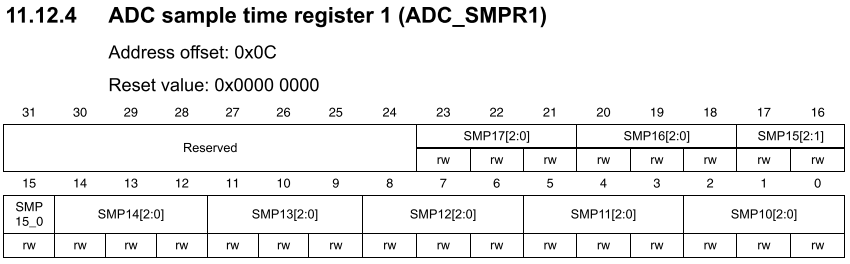 11.12.4 ADC sample time register 1 (ADC_SMPR1)
Address offset: 0x0C
Reset value: 0x0000 0000
31 30 29 28 27 26 25 24 23 22 21 20 19 18 17 16
Reserved SMP17[2:0] SMP16[2:0] SMP15[2:1]
rw rw rw rw rw rw rw rw
15 14 13 12 11 10 9 8 7 6 5 4 3 2 1 0
SMP
15_0 SMP14[2:0] SMP13[2:0] SMP12[2:0] SMP11[2:0] SMP10[2:0]
rw rw rw rw rw rw rw rw rw rw rw rw rw rw rw rw